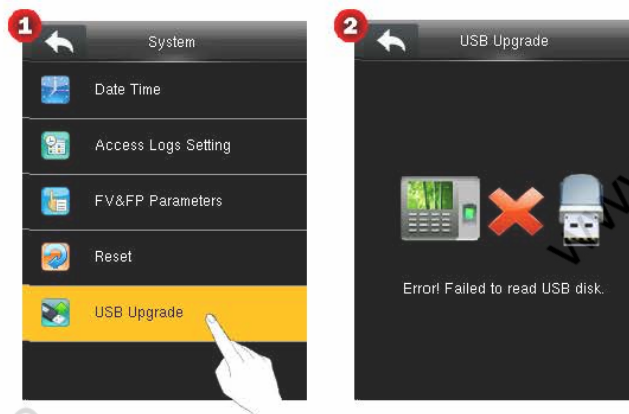 1
System
Date Time
Access Logs Setting
FV&FP Parameters
Reset
USB Upgrade
2
USB Upgrade
Error! Failed to read USB disk.